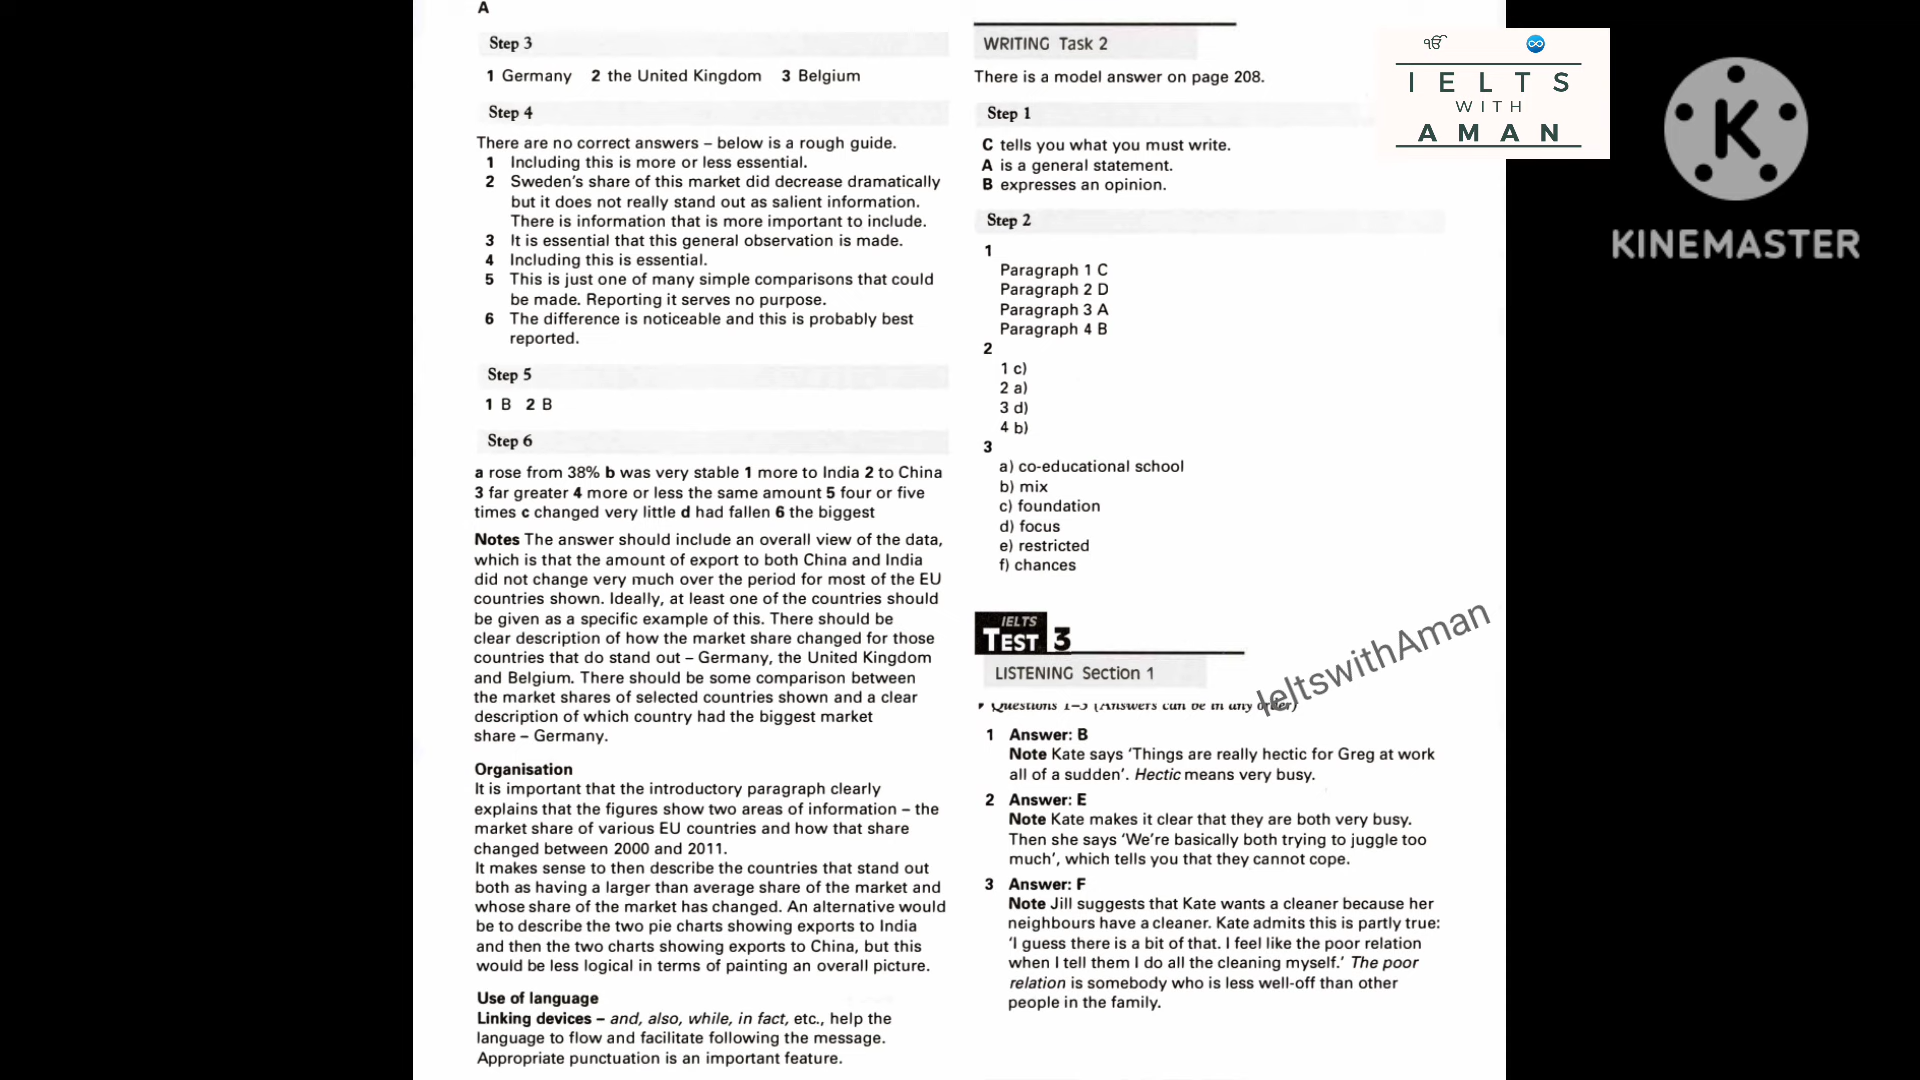 A
Step 3
1 Germany 2 the United Kingdom 3 Belgium
Step 4
There are no correct answers – below is a rough guide.
1 Including this is more or less essential.
2 Sweden's share of this market did decrease dramatically
but it does not really stand out as salient information.
There is information that is more important to include.
3 It is essential that this general observation is made.
4 Including this is essential.
5 This is just one of many simple comparisons that could
be made. Reporting it serves no purpose.
6 The difference is noticeable and this is probably best
reported.
Step 5
1 B 2 B
Step 6
a rose from 38% b was very stable 1 more to India 2 to China
3 far greater 4 more or less the same amount 5 four or five
times c changed very little d had fallen 6 the biggest
Notes The answer should include an overall view of the data,
which is that the amount of export to both China and India
did not change very much over the period for most of the EU
countries shown. Ideally, at least one of the countries should
be given as a specific example of this. There should be
clear description of how the market share changed for those
countries that do stand out – Germany, the United Kingdom
and Belgium. There should be some comparison between
the market shares of selected countries shown and a clear
description of which country had the biggest market
share – Germany.
Organisation
It is important that the introductory paragraph clearly
explains that the figures show two areas of information – the
market share of various EU countries and how that share
changed between 2000 and 2011.
It makes sense to then describe the countries that stand out
both as having a larger than average share of the market and
whose share of the market has changed. An alternative would
be to describe the two pie charts showing exports to India
and then the two charts showing exports to China, but this
would be less logical in terms of painting an overall picture.
Use of language
Linking devices – and, also, while, in fact, etc., help the
language to flow and facilitate following the message.
Appropriate punctuation is an important feature.
WRITING Task 2
There is a model answer on page 208.
Step 1
C tells you what you must write.
A is a general statement.
B expresses an opinion.
Step 2
1
Paragraph 1 C
Paragraph 2 D
Paragraph 3 A
Paragraph 4 B
2
1 c)
2 a)
3 d)
4 b)
3
a) co-educational school
b) mix
c) foundation
d) focus
e) restricted
f) chances
IELTS
TEST 3
LISTENING Section 1
Questions 1–3 (Answers can be in any order)
1 Answer: B
Note Kate says 'Things are really hectic for Greg at work
all of a sudden'. Hectic means very busy.
2 Answer: E
Note Kate makes it clear that they are both very busy.
Then she says 'We're basically both trying to juggle too
much', which tells you that they cannot cope.
3 Answer: F
Note Jill suggests that Kate wants a cleaner because her
neighbours have a cleaner. Kate admits this is partly true:
'I guess there is a bit of that. I feel like the poor relation
when I tell them I do all the cleaning myself.' The poor
relation is somebody who is less well-off than other
people in the family.
IeltswithAman
ੴ
IELTS
WITH
AMAN
K
KINEMASTER